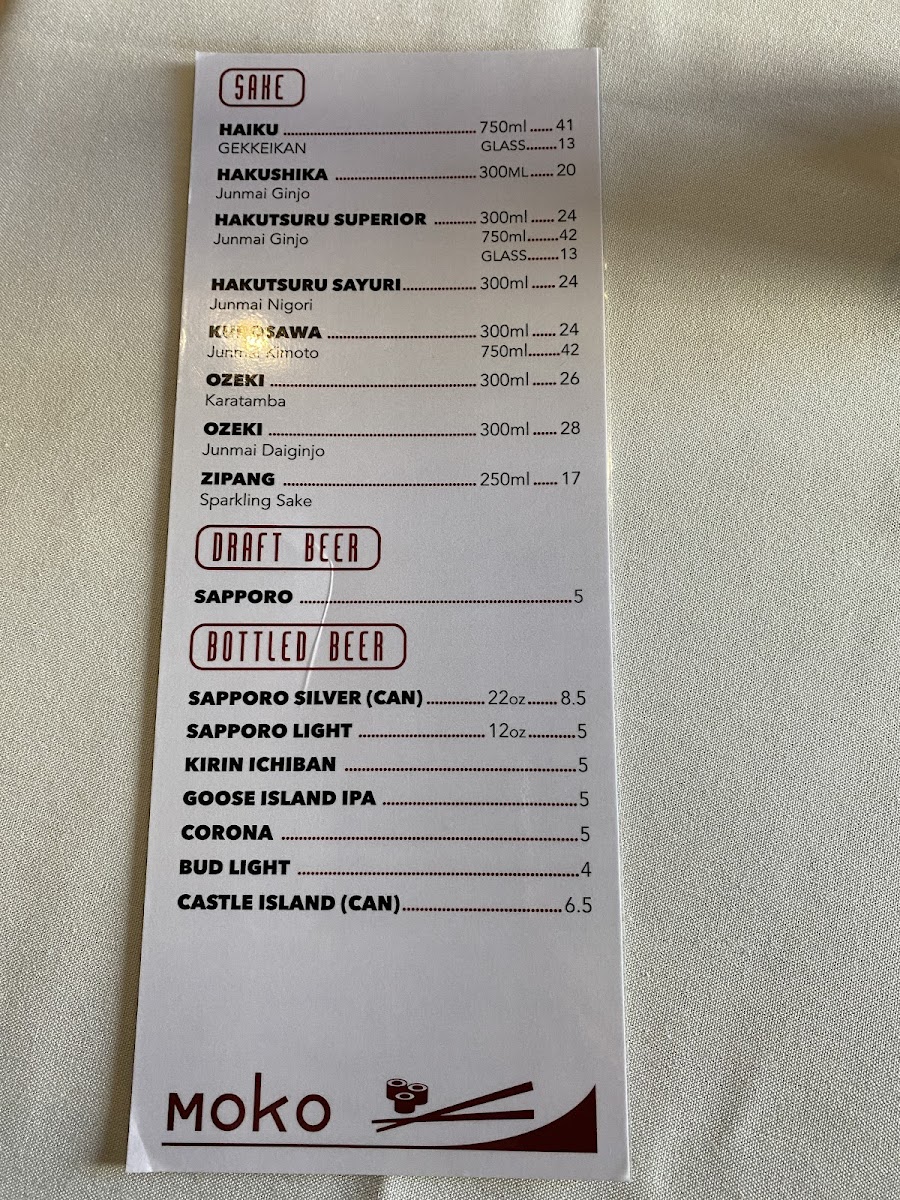 SAKE
HAIKU ........ 750ml ...... 41
GEKKEIKAN GLASS........13
HAKUSHIKA ........ 300ML ...... 20
Junmai Ginjo
HAKUTSURU SUPERIOR ........ 300ml ...... 24
Junmai Ginjo 750ml........42
GLASS........13
HAKUTSURU SAYURI........ 300ml ...... 24
Junmai Nigori
KUROSAWA ........ 300ml ...... 24
Junmai Kimoto 750ml........42
OZEKI ........ 300ml ...... 26
Karatamba
OZEKI ........ 300ml ...... 28
Junmai Daiginjo
ZIPANG ........ 250ml ...... 17
Sparkling Sake
DRAFT BEER
SAPPORO ........5
BOTTLED BEER
SAPPORO SILVER (CAN)........ 22oz....... 8.5
SAPPORO LIGHT ........ 12oz...........5
KIRIN ICHIBAN ........5
GOOSE ISLAND IPA ........5
CORONA ........5
BUD LIGHT ........4
CASTLE ISLAND (CAN)........6.5
MOKO